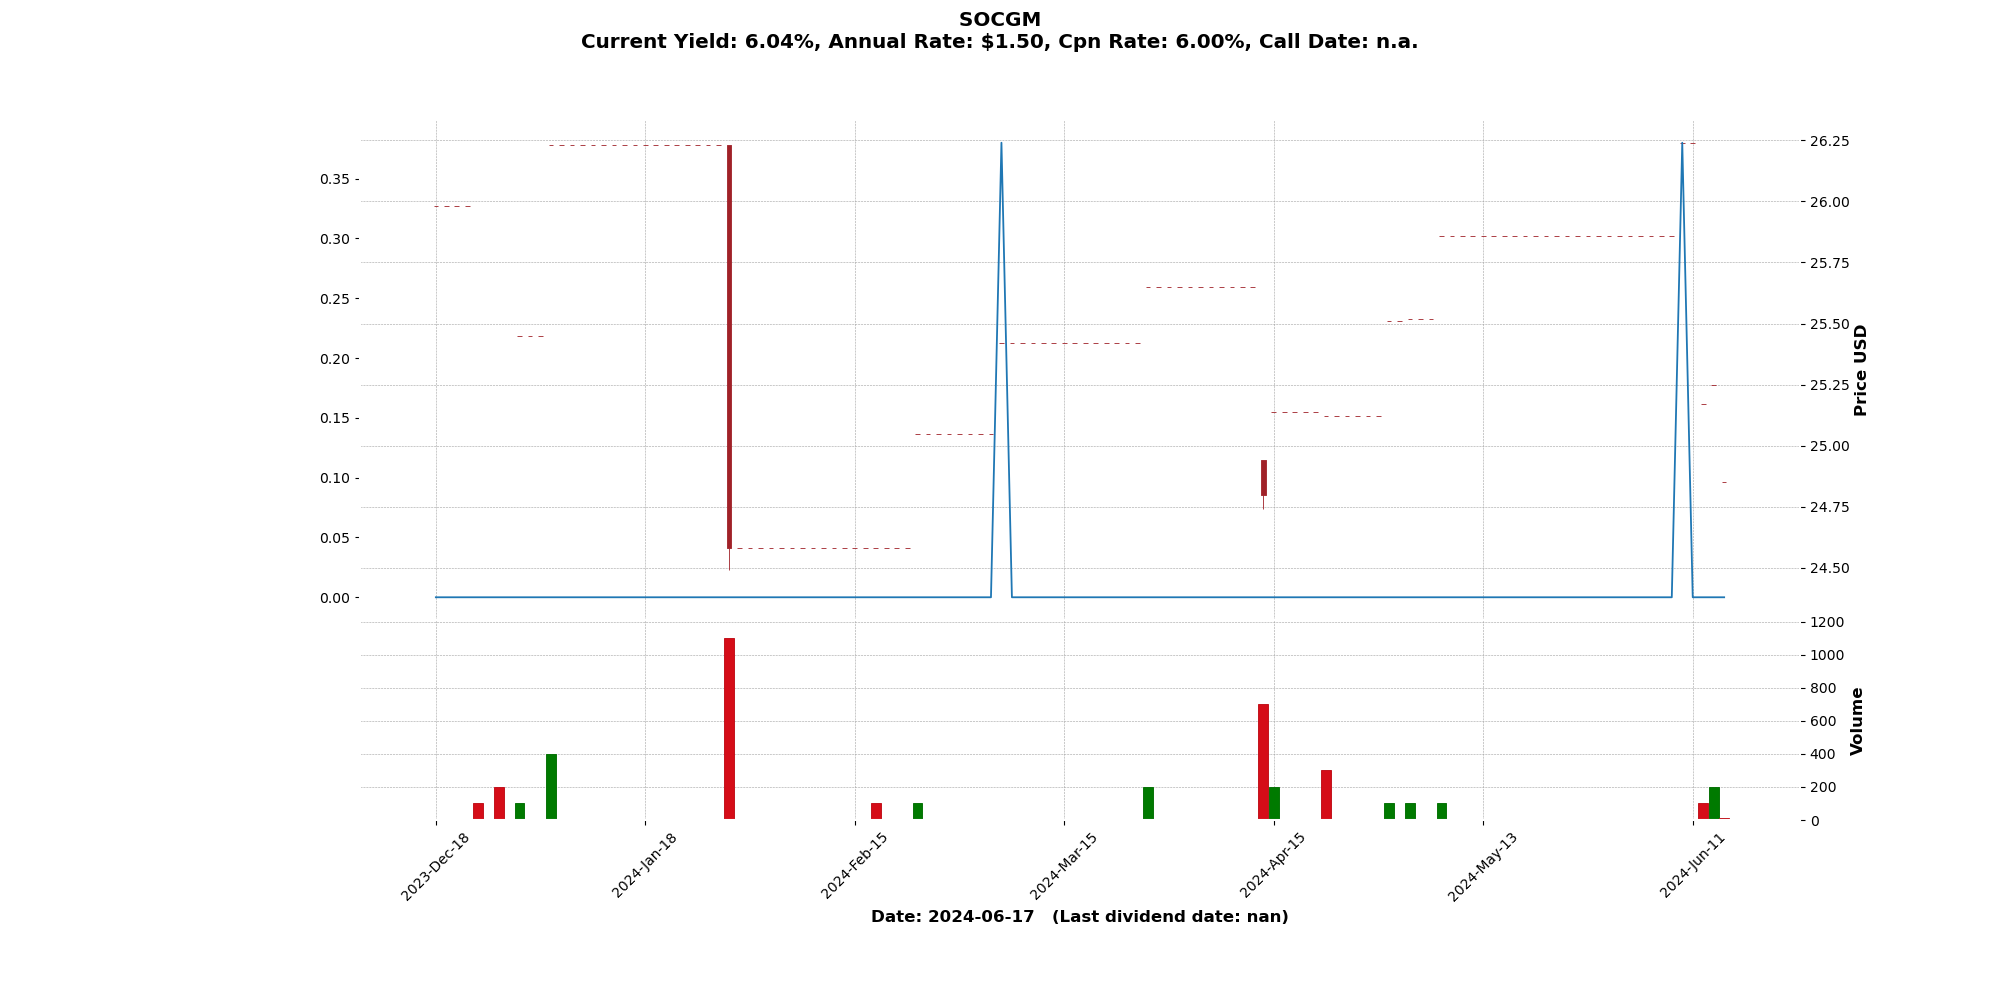 SOCGM
Current Yield: 6.04%, Annual Rate: $1.50, Cpn Rate: 6.00%, Call Date: n.a.
0.35
0.30
0.25
0.20
0.15
0.10
0.05
0.00
26.25
26.00
25.75
25.50
25.25
25.00
24.75
24.50
Price USD
1200
1000
800
600
400
200
0
Volume
2023-Dec-18
2024-Jan-18
2024-Feb-15
2024-Mar-15
2024-Apr-15
2024-May-13
2024-Jun-11
Date: 2024-06-17 (Last dividend date: nan)